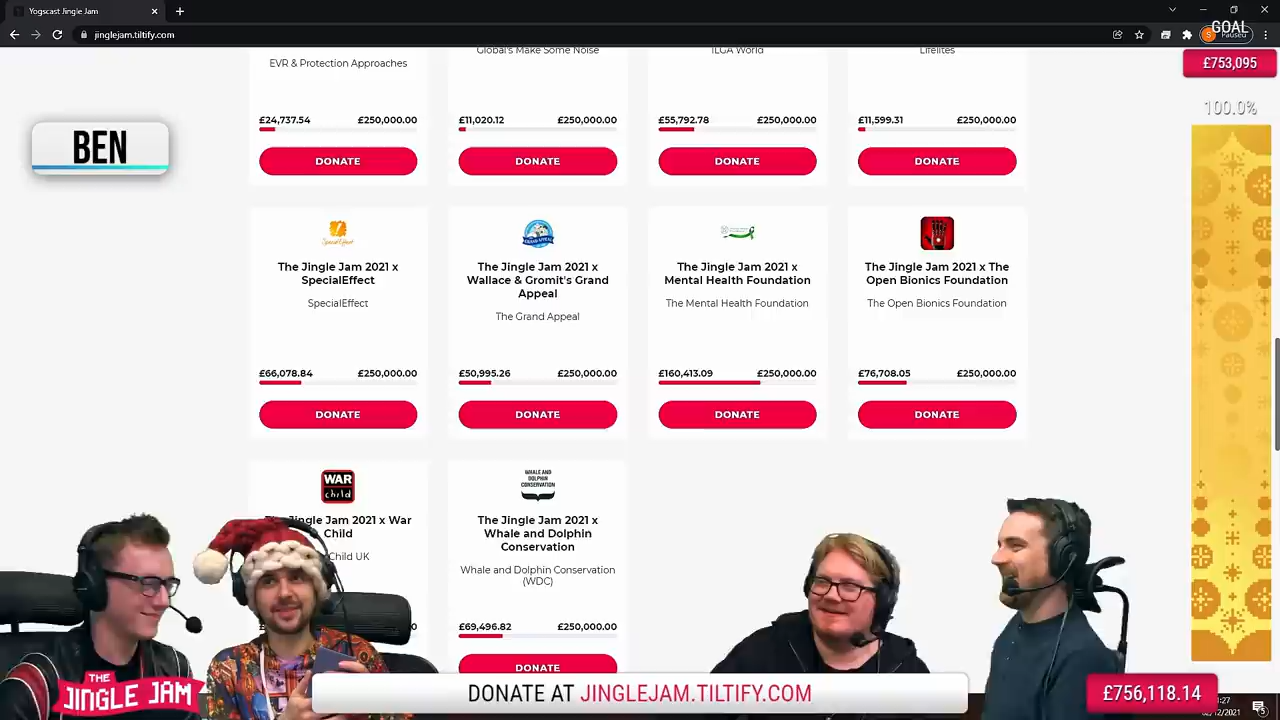 Yogscast Jingle Jam
jinglejam.tiltify.com
Paused
GOAL
£753,095
100.0%
BEN
Global's Make Some Noise
ILGA World
Lifelites
EVR & Protection Approaches
£24,737.54 £250,000.00
£11,020.12 £250,000.00
£55,792.78 £250,000.00
£11,599.31 £250,000.00
DONATE
DONATE
DONATE
DONATE
SpecialEffect
GRAND APPEAL
The Jingle Jam 2021 x
SpecialEffect
SpecialEffect
The Jingle Jam 2021 x
Wallace & Gromit's Grand
Appeal
The Grand Appeal
The Jingle Jam 2021 x
Mental Health Foundation
The Mental Health Foundation
The Jingle Jam 2021 x The
Open Bionics Foundation
The Open Bionics Foundation
£66,078.84 £250,000.00
£50,995.26 £250,000.00
£160,413.09 £250,000.00
£76,708.05 £250,000.00
DONATE
DONATE
DONATE
DONATE
WAR
child
The Jingle Jam 2021 x War
Child
Child UK
WHALE AND
DOLPHIN
CONSERVATION
The Jingle Jam 2021 x
Whale and Dolphin
Conservation
Whale and Dolphin Conservation
(WDC)
£69,496.82 £250,000.00
DONATE
THE
JINGLE JAM
DONATE AT JINGLEJAM.TILTIFY.COM
£756,118.14
:27
/12/2021